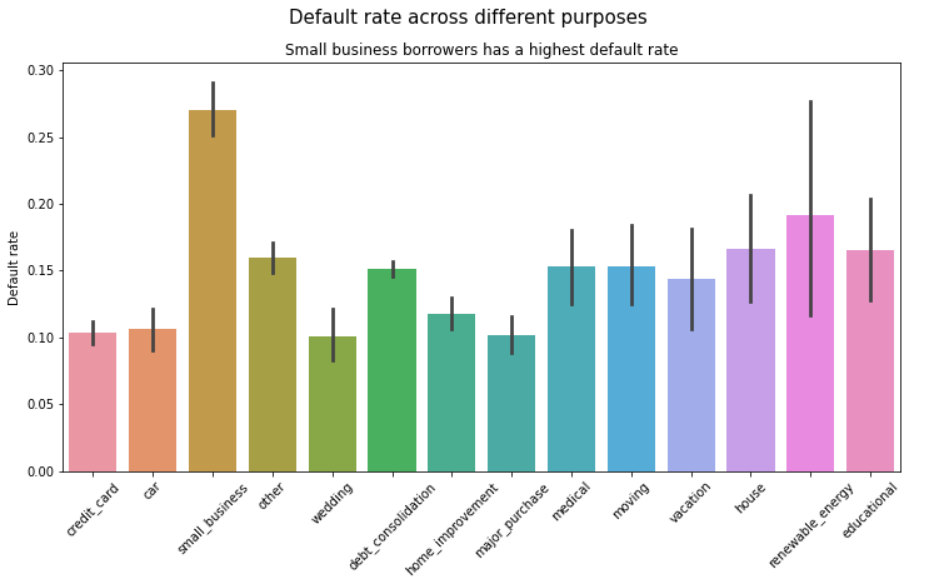 Default rate across different purposes
Small business borrowers has a highest default rate
Default rate
0.30
0.25
0.20
0.15
0.10
0.05
0.00
credit_card
car
small_business
other
wedding
debt_consolidation
home_improvement
major_purchase
medical
moving
vacation
house
renewable_energy
educational